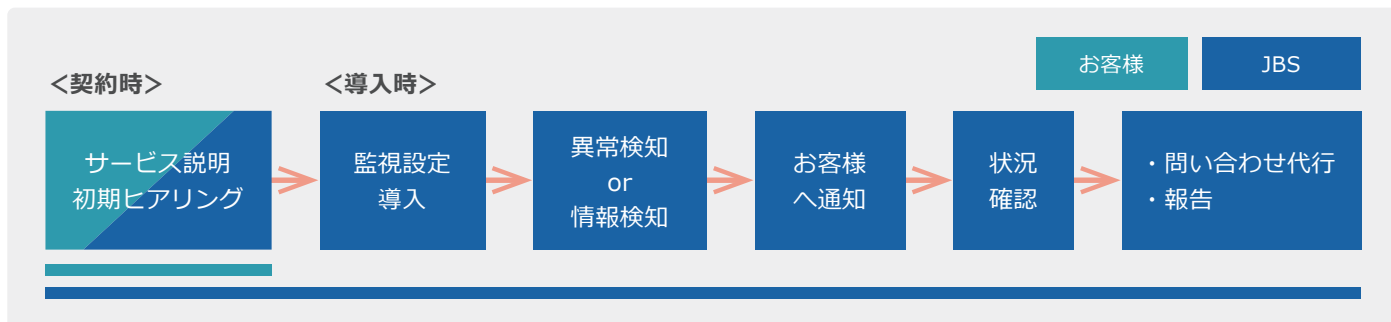 お客様
JBS
<契約時>
<導入時>
サービス説明
初期ヒアリング
監視設定
導入
異常検知
or
情報検知
お客様
へ通知
状況
確認
・問い合わせ代行
・報告